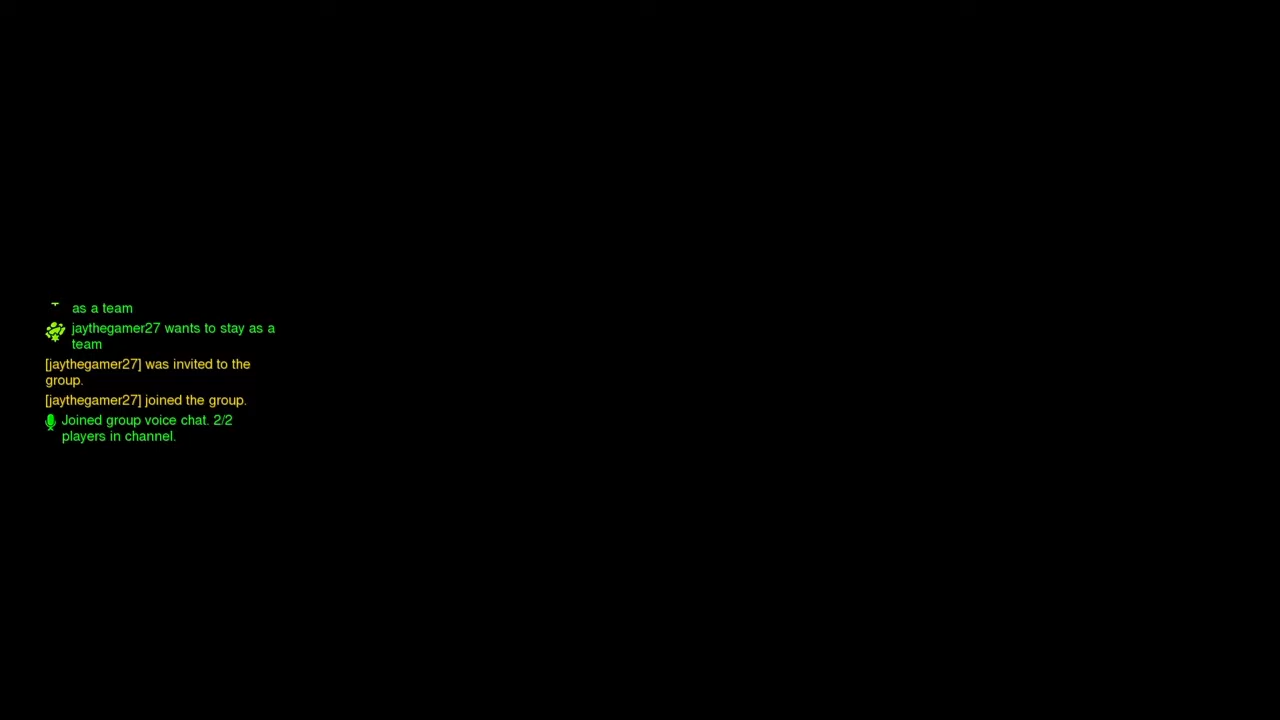 as a team
jaythegamer27 wants to stay as a
team
[jaythegamer27] was invited to the
group.
[jaythegamer27] joined the group.
Joined group voice chat. 2/2
players in channel.